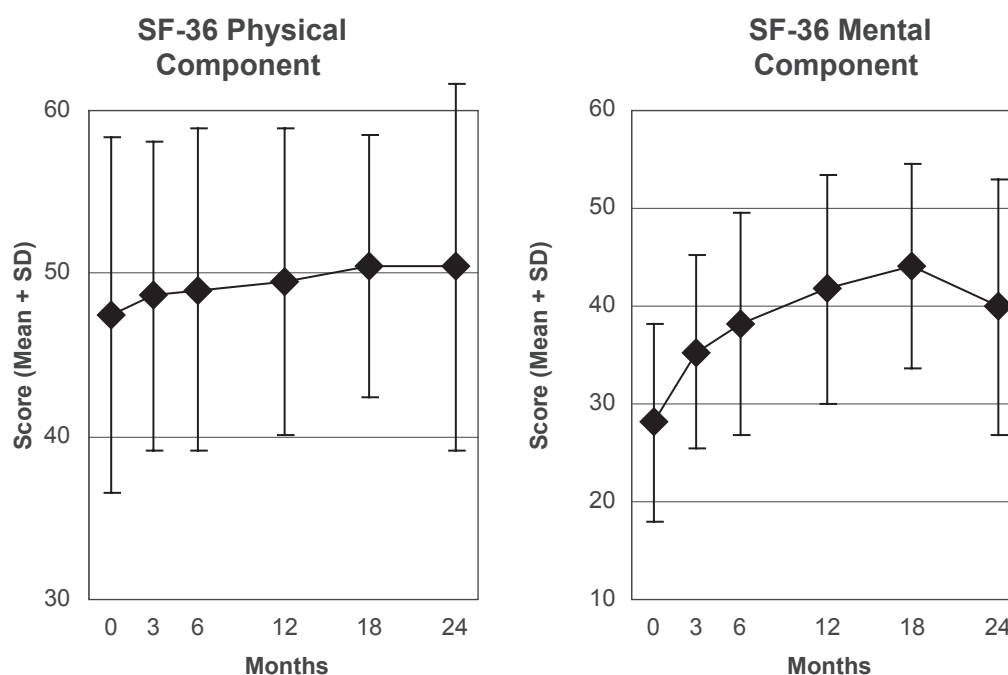 SF-36 Physical
Component
60
50
40
30
Score (Mean + SD)
0 3 6 12 18 24
Months
SF-36 Mental
Component
60
50
40
30
20
10
Score (Mean + SD)
0 3 6 12 18 24
Months